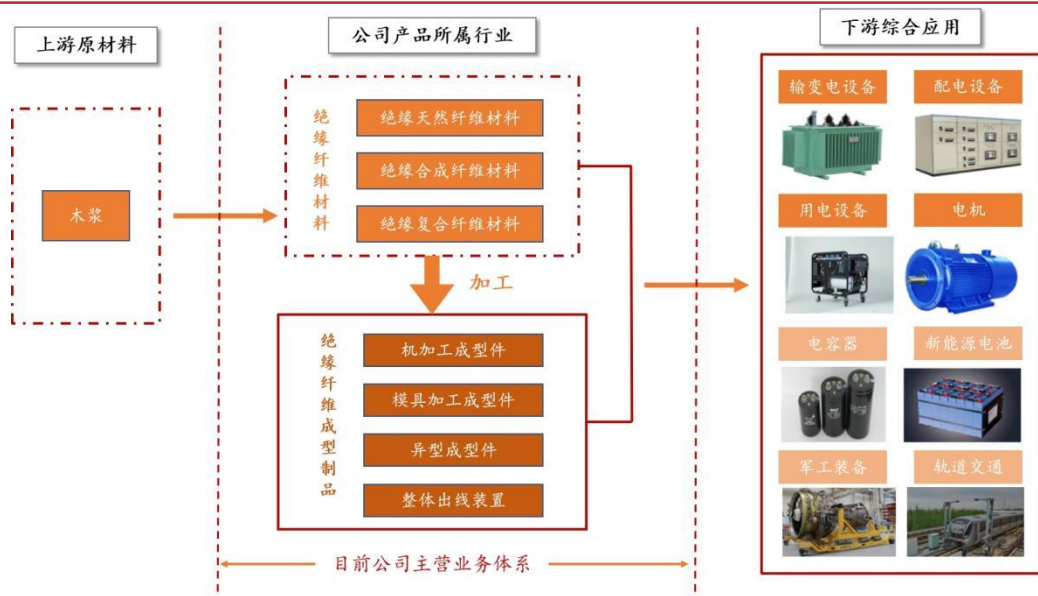 上游原材料
公司产品所属行业
下游综合应用
木浆
绝缘纤维材料
绝缘天然纤维材料
绝缘合成纤维材料
绝缘复合纤维材料
加工
绝缘纤维成型制品
机加工成型件
模具加工成型件
异型成型件
整体出线装置
目前公司主营业务体系
输变电设备
配电设备
用电设备
电机
电容器
新能源电池
军工装备
轨道交通